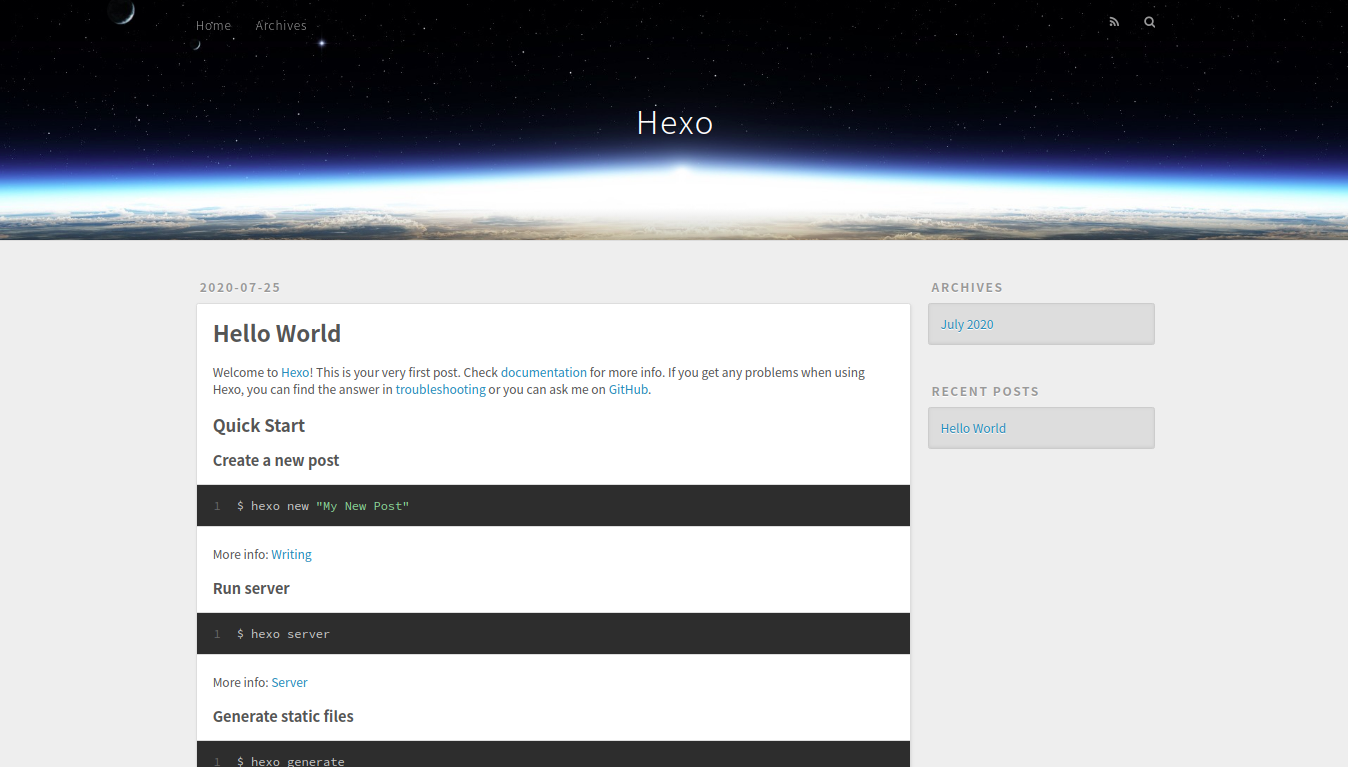 Home Archives
Hexo
2020-07-25
Hello World
Welcome to Hexo! This is your very first post. Check documentation for more info. If you get any problems when using
Hexo, you can find the answer in troubleshooting or you can ask me on GitHub.
Quick Start
Create a new post
1 $ hexo new "My New Post"
More info: Writing
Run server
1 $ hexo server
More info: Server
Generate static files
1 $ hexo generate
ARCHIVES
July 2020
RECENT POSTS
Hello World